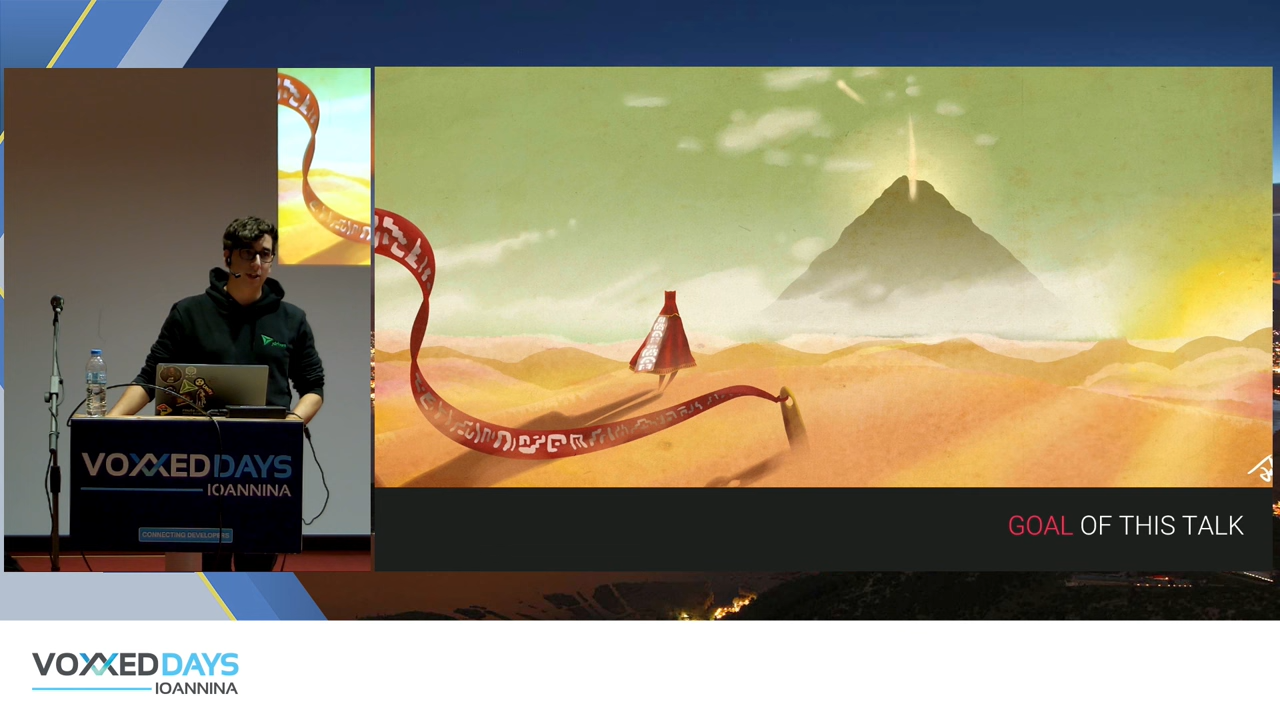 GOAL OF THIS TALK
VOXXED DAYS
IOANNINA
CONNECTING DEVELOPERS
VOXXED DAYS
IOANNINA